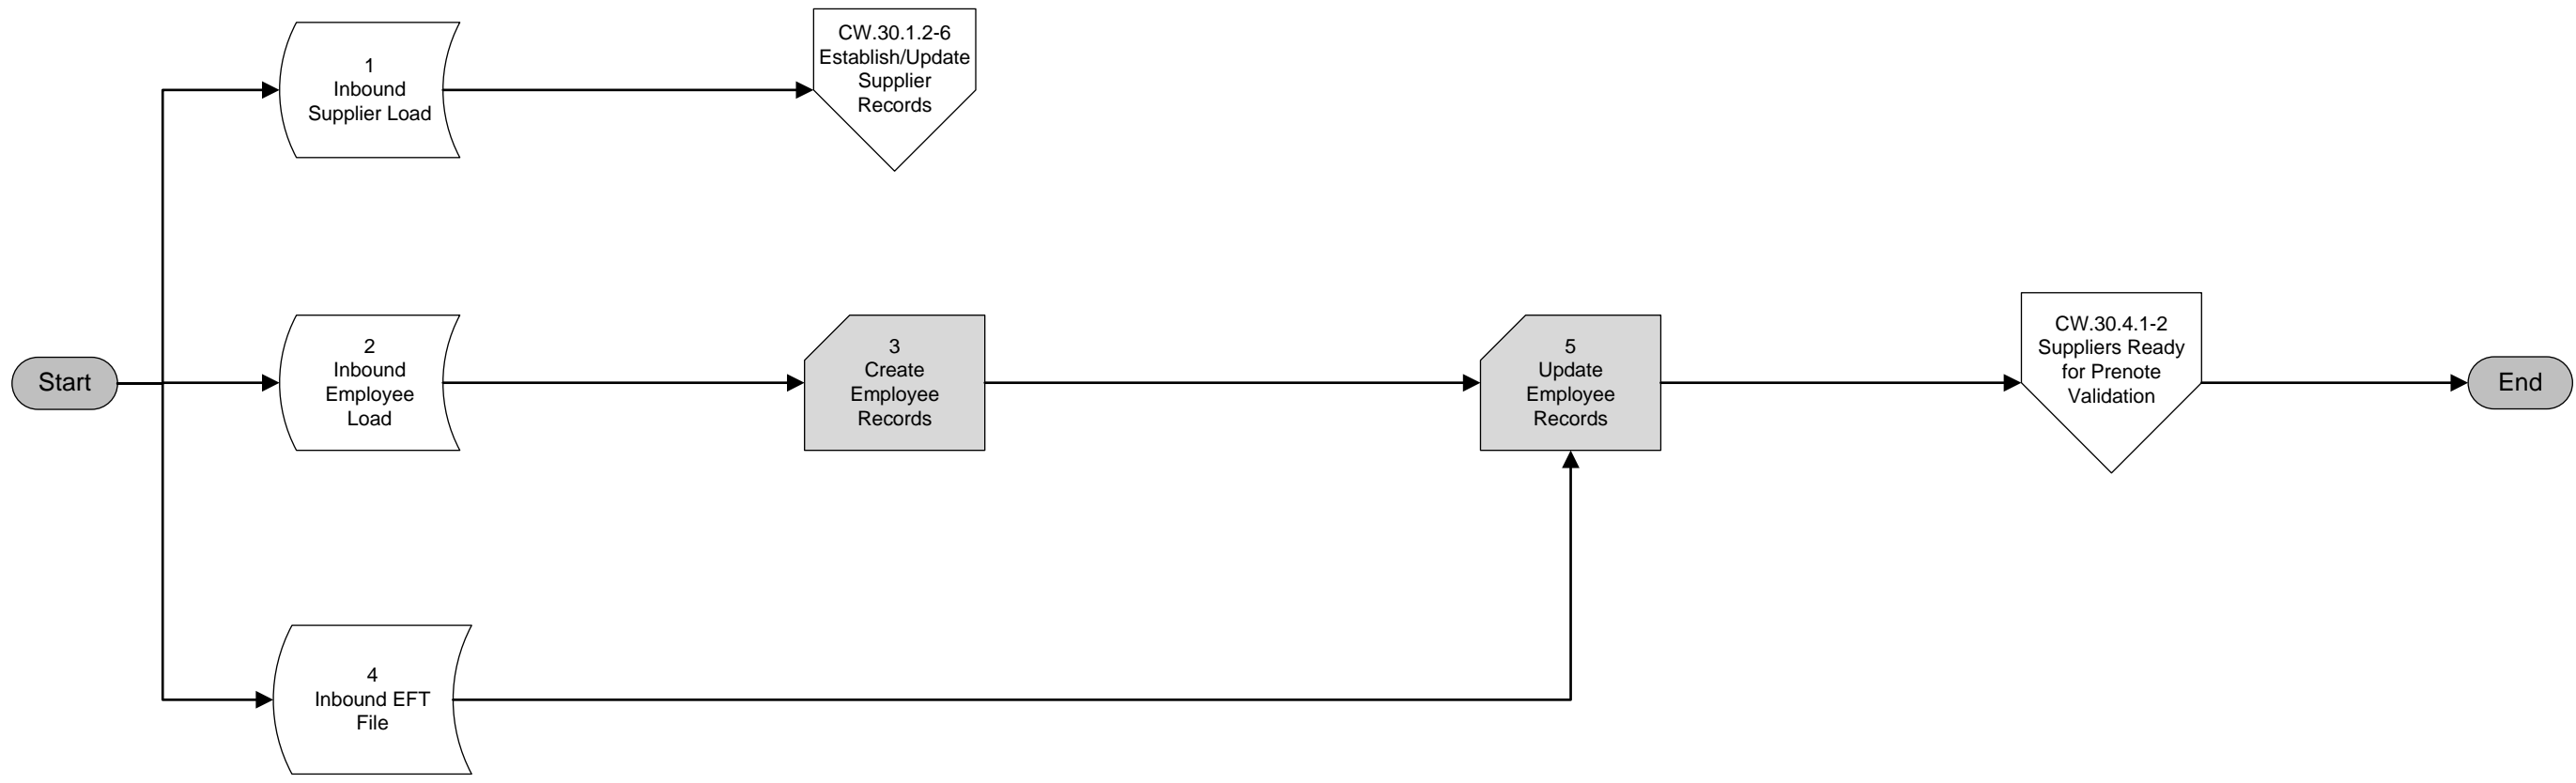 1
Inbound
Supplier Load
CW.30.1.2-6
Establish/Update
Supplier
Records
Start
2
Inbound
Employee
Load
3
Create
Employee
Records
5
Update
Employee
Records
CW.30.4.1-2
Suppliers Ready
for Prenote
Validation
End
4
Inbound EFT
File